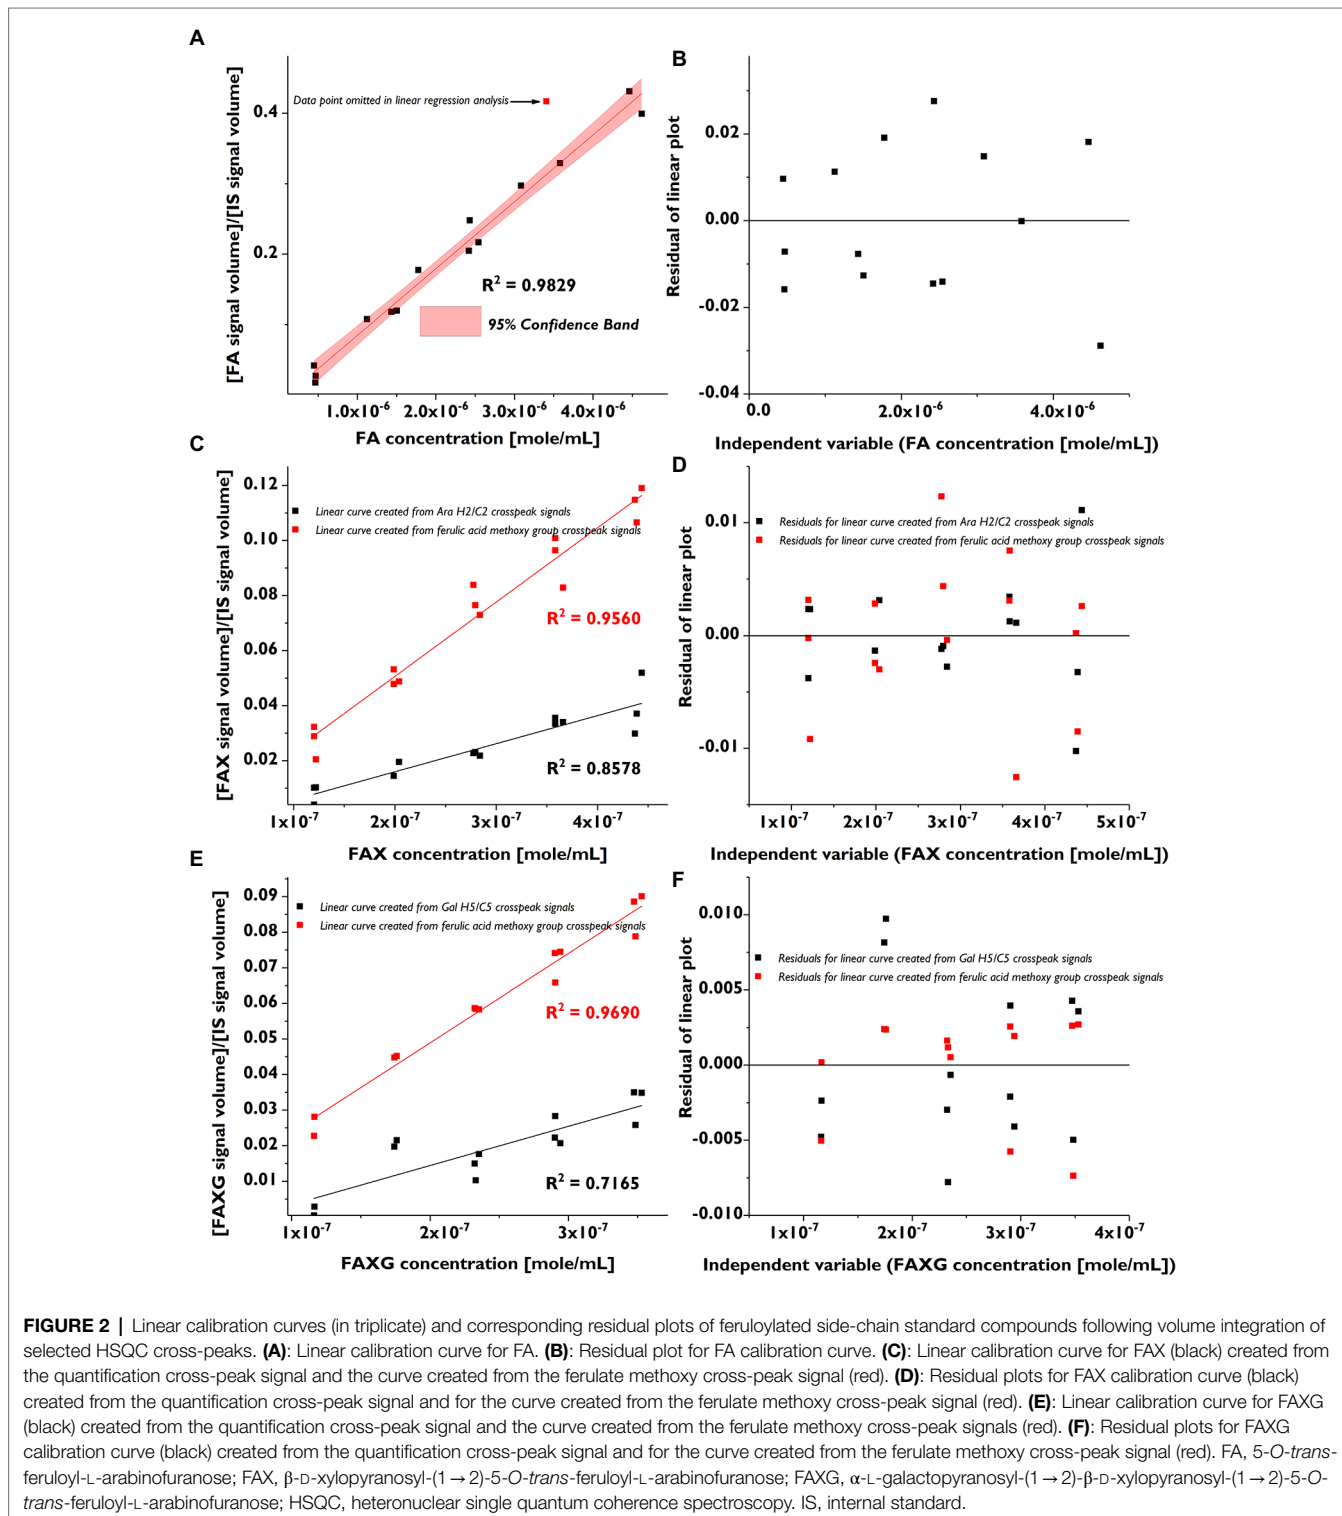 A
[FA signal volume]/[IS signal volume]
0.4
0.2
Data point omitted in linear regression analysis
R² = 0.9829
95% Confidence Band
1.0x10⁻⁶ 2.0x10⁻⁶ 3.0x10⁻⁶ 4.0x10⁻⁶
FA concentration [mole/mL]
B
Residual of linear plot
0.02
0.00
-0.02
-0.04
0.0 2.0x10⁻⁶ 4.0x10⁻⁶
Independent variable (FA concentration [mole/mL])
C
[FAX signal volume]/[IS signal volume]
0.12
0.10
0.08
0.06
0.04
0.02
Linear curve created from Ara H2/C2 crosspeak signals
Linear curve created from ferulic acid methoxy group crosspeak signals
R² = 0.9560
R² = 0.8578
1x10⁻⁷ 2x10⁻⁷ 3x10⁻⁷ 4x10⁻⁷
FAX concentration [mole/mL]
D
Residual of linear plot
0.01
0.00
-0.01
Residuals for linear curve created from Ara H2/C2 crosspeak signals
Residuals for linear curve created from ferulic acid methoxy group crosspeak signals
1x10⁻⁷ 2x10⁻⁷ 3x10⁻⁷ 4x10⁻⁷ 5x10⁻⁷
Independent variable (FAX concentration [mole/mL])
E
[FAXG signal volume]/[IS signal volume]
0.09
0.08
0.07
0.06
0.05
0.04
0.03
0.02
0.01
Linear curve created from Gal H5/C5 crosspeak signals
Linear curve created from ferulic acid methoxy group crosspeak signals
R² = 0.9690
R² = 0.7165
1x10⁻⁷ 2x10⁻⁷ 3x10⁻⁷
FAXG concentration [mole/mL]
F
Residual of linear plot
0.010
0.005
0.000
-0.005
-0.010
Residuals for linear curve created from Gal H5/C5 crosspeak signals
Residuals for linear curve created from ferulic acid methoxy group crosspeak signals
1x10⁻⁷ 2x10⁻⁷ 3x10⁻⁷ 4x10⁻⁷
Independent variable (FAXG concentration [mole/mL])
FIGURE 2 | Linear calibration curves (in triplicate) and corresponding residual plots of feruloylated side-chain standard compounds following volume integration of
selected HSQC cross-peaks. (A): Linear calibration curve for FA. (B): Residual plot for FA calibration curve. (C): Linear calibration curve for FAX (black) created from
the quantification cross-peak signal and the curve created from the ferulate methoxy cross-peak signal (red). (D): Residual plots for FAX calibration curve (black)
created from the quantification cross-peak signal and for the curve created from the ferulate methoxy cross-peak signal (red). (E): Linear calibration curve for FAXG
(black) created from the quantification cross-peak signal and the curve created from the ferulate methoxy cross-peak signals (red). (F): Residual plots for FAXG
calibration curve (black) created from the quantification cross-peak signal and for the curve created from the ferulate methoxy cross-peak signal (red). FA, 5-O-trans-
feruloyl-L-arabinofuranose; FAX, β-D-xylopyranosyl-(1→2)-5-O-trans-feruloyl-L-arabinofuranose; FAXG, α-L-galactopyranosyl-(1→2)-β-D-xylopyranosyl-(1→2)-5-O-
trans-feruloyl-L-arabinofuranose; HSQC, heteronuclear single quantum coherence spectroscopy. IS, internal standard.